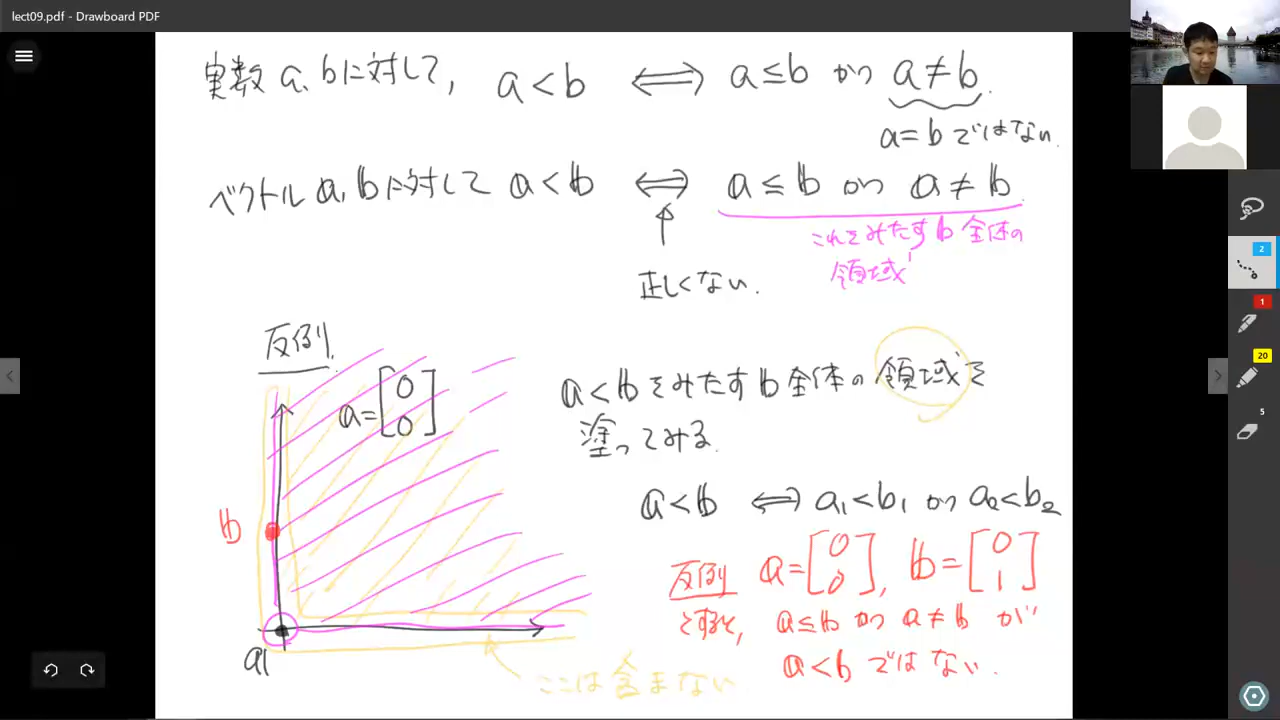 lect09.pdf - Drawboard PDF
実数 a, b に対して, a < b ⟺ a ≤ b かつ a ≠ b.
a = b ではない.
ベクトル a, b に対して a < b ⟺ a ≤ b かつ a ≠ b.
これをみたす b 全体の
領域
正しくない.
反例.
a = [0 0]
a < b をみたす b 全体の領域を
塗ってみる.
a < b ⟺ a₁ < b₁ かつ a₂ < b₂
b
反例 a = [0 0], b = [0 1]
とすると, a ≤ b かつ a ≠ b が
a < b ではない.
a
ここは含まない
2
1
20
5